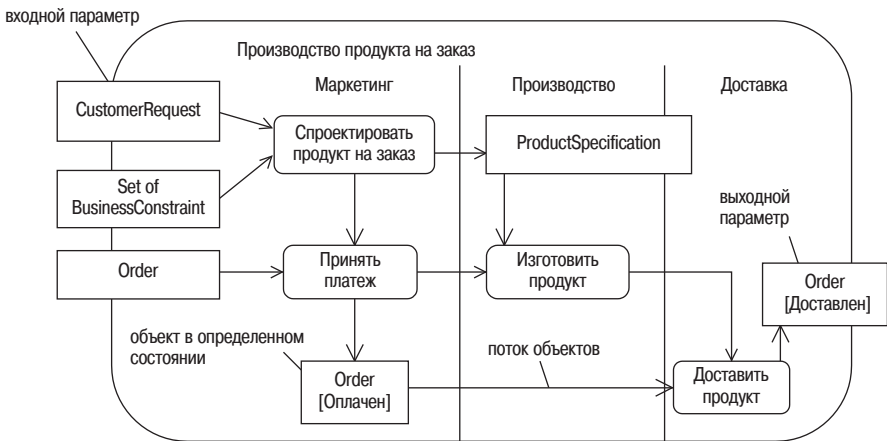 входной параметр
Производство продукта на заказ
Маркетинг
Производство
Доставка
CustomerRequest
Спроектировать
продукт на заказ
ProductSpecification
Set of
BusinessConstraint
выходной
параметр
Order
Принять
платеж
Изготовить
продукт
Order
[Доставлен]
объект в определенном
состоянии
поток объектов
Order
[Оплачен]
Доставить
продукт